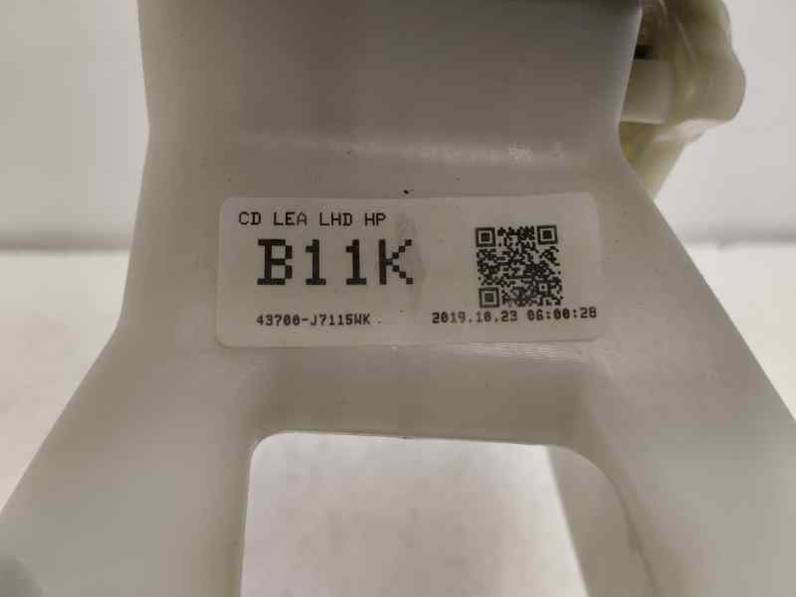 CD LEA LHD HP
B11K
43700-J7115WK
2019.10.23 06:00:28